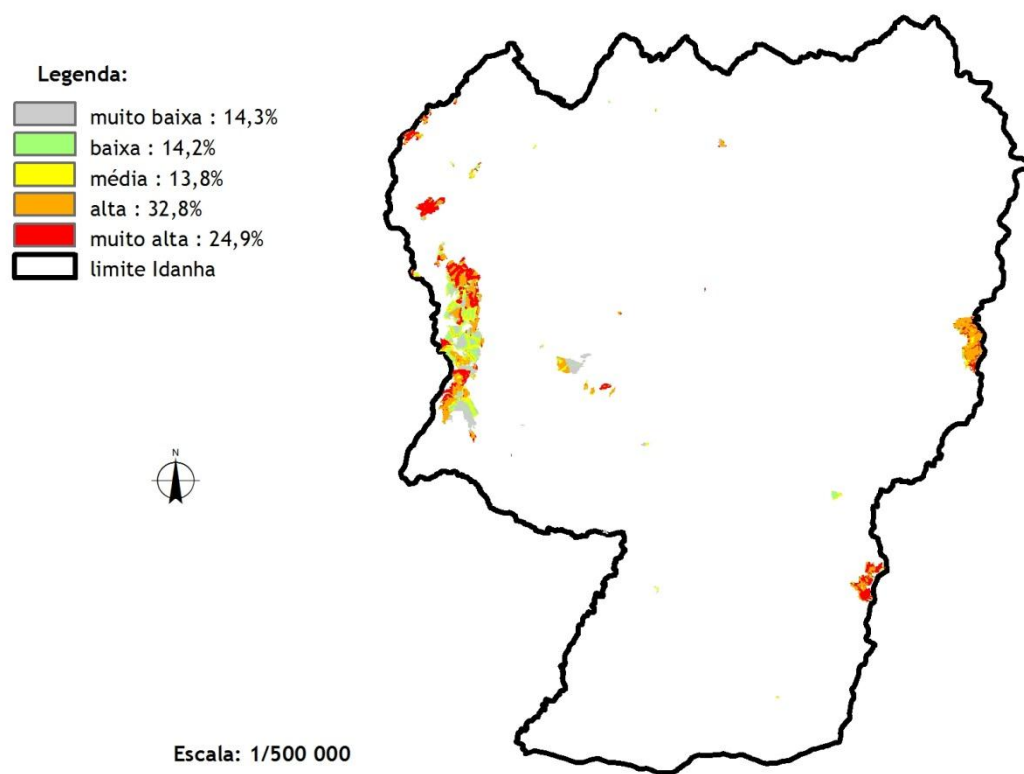 Legenda:
muito baixa : 14,3%
baixa : 14,2%
média : 13,8%
alta : 32,8%
muito alta : 24,9%
limite Idanha
N
Escala: 1/500 000